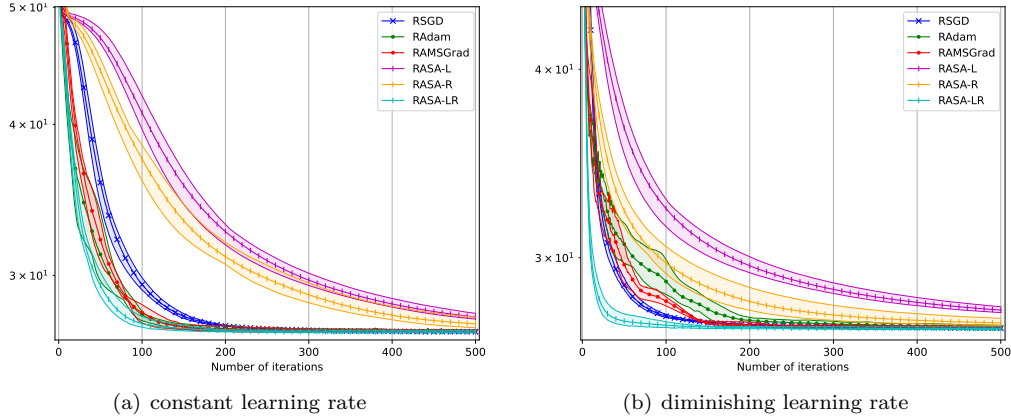 5 × 10¹
4 × 10¹
3 × 10¹
0 100 200 300 400 500
Number of iterations
RSGD
RAdam
RAMSGrad
RASA-L
RASA-R
RASA-LR
(a) constant learning rate
4 × 10¹
3 × 10¹
0 100 200 300 400 500
Number of iterations
RSGD
RAdam
RAMSGrad
RASA-L
RASA-R
RASA-LR
(b) diminishing learning rate